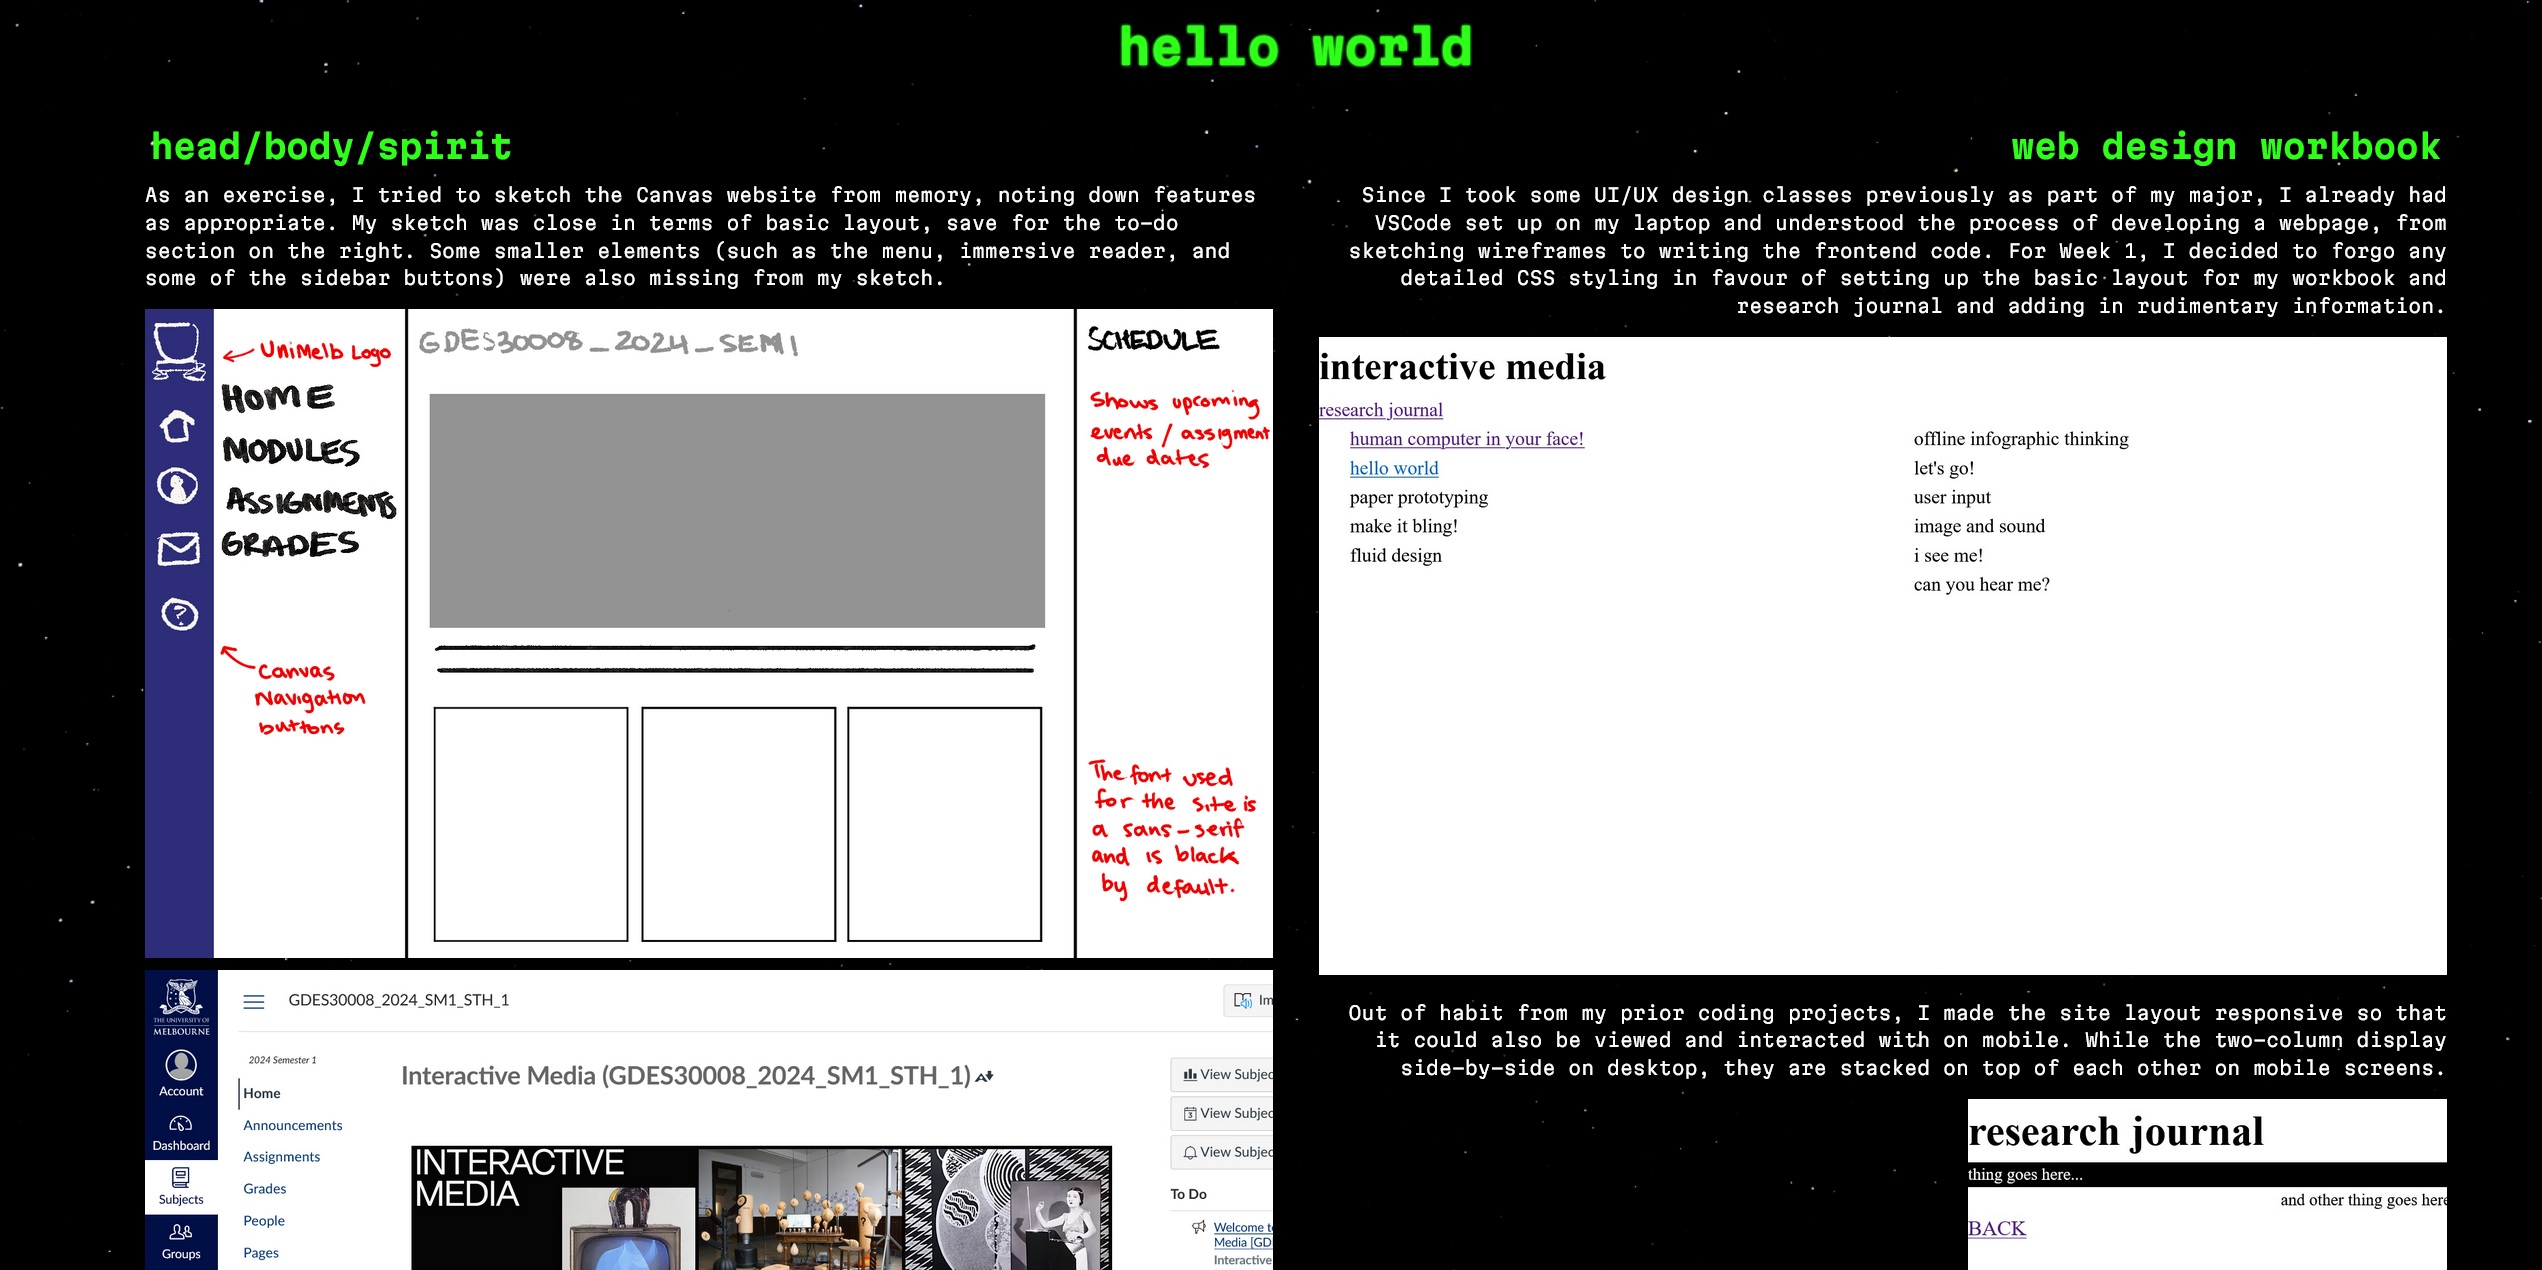 hello world
head/body/spirit
As an exercise, I tried to sketch the Canvas website from memory, noting down features
as appropriate. My sketch was close in terms of basic layout, save for the to-do
section on the right. Some smaller elements (such as the menu, immersive reader, and
some of the sidebar buttons) were also missing from my sketch.
UniMelb Logo
HOME
MODULES
ASSIGNMENTS
GRADES
Canvas
Navigation
buttons
GDES30008_2024_SEM1
SCHEDULE
Shows upcoming
events / assigment
due dates
The font used
for the site is
a sans-serif
and is black
by default.
THE UNIVERSITY OF
MELBOURNE
Account
Dashboard
Subjects
Groups
GDES30008_2024_SM1_STH_1
Im
2024 Semester 1
Home
Announcements
Assignments
Grades
People
Pages
Interactive Media (GDES30008_2024_SM1_STH_1)
INTERACTIVE
MEDIA
View Subjec
View Subjec
View Subjec
To Do
Welcome to
Media [GD
Interactive
web design workbook
Since I took some UI/UX design classes previously as part of my major, I already had
VSCode set up on my laptop and understood the process of developing a webpage, from
sketching wireframes to writing the frontend code. For Week 1, I decided to forgo any
detailed CSS styling in favour of setting up the basic layout for my workbook and
research journal and adding in rudimentary information.
interactive media
research journal
human computer in your face!
hello world
paper prototyping
make it bling!
fluid design
offline infographic thinking
let's go!
user input
image and sound
i see me!
can you hear me?
Out of habit from my prior coding projects, I made the site layout responsive so that
it could also be viewed and interacted with on mobile. While the two-column display
side-by-side on desktop, they are stacked on top of each other on mobile screens.
research journal
thing goes here...
and other thing goes here
BACK